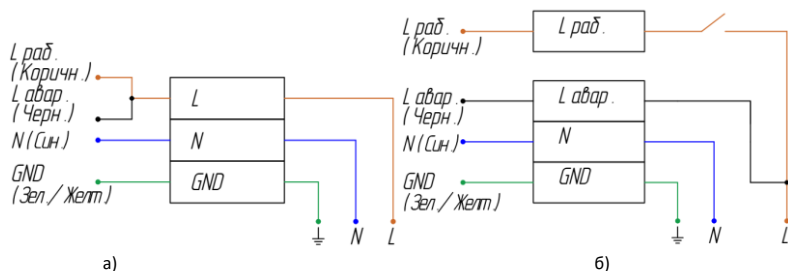 L раб.
(Коричн.)
L авар.
(Черн.)
N (Син.)
GND
(Зел./Желт)
L
N
GND
N
L
а)
L раб.
(Коричн.)
L раб.
L авар.
(Черн.)
N (Син.)
GND
(Зел./Желт)
L авар.
N
GND
N
L
б)